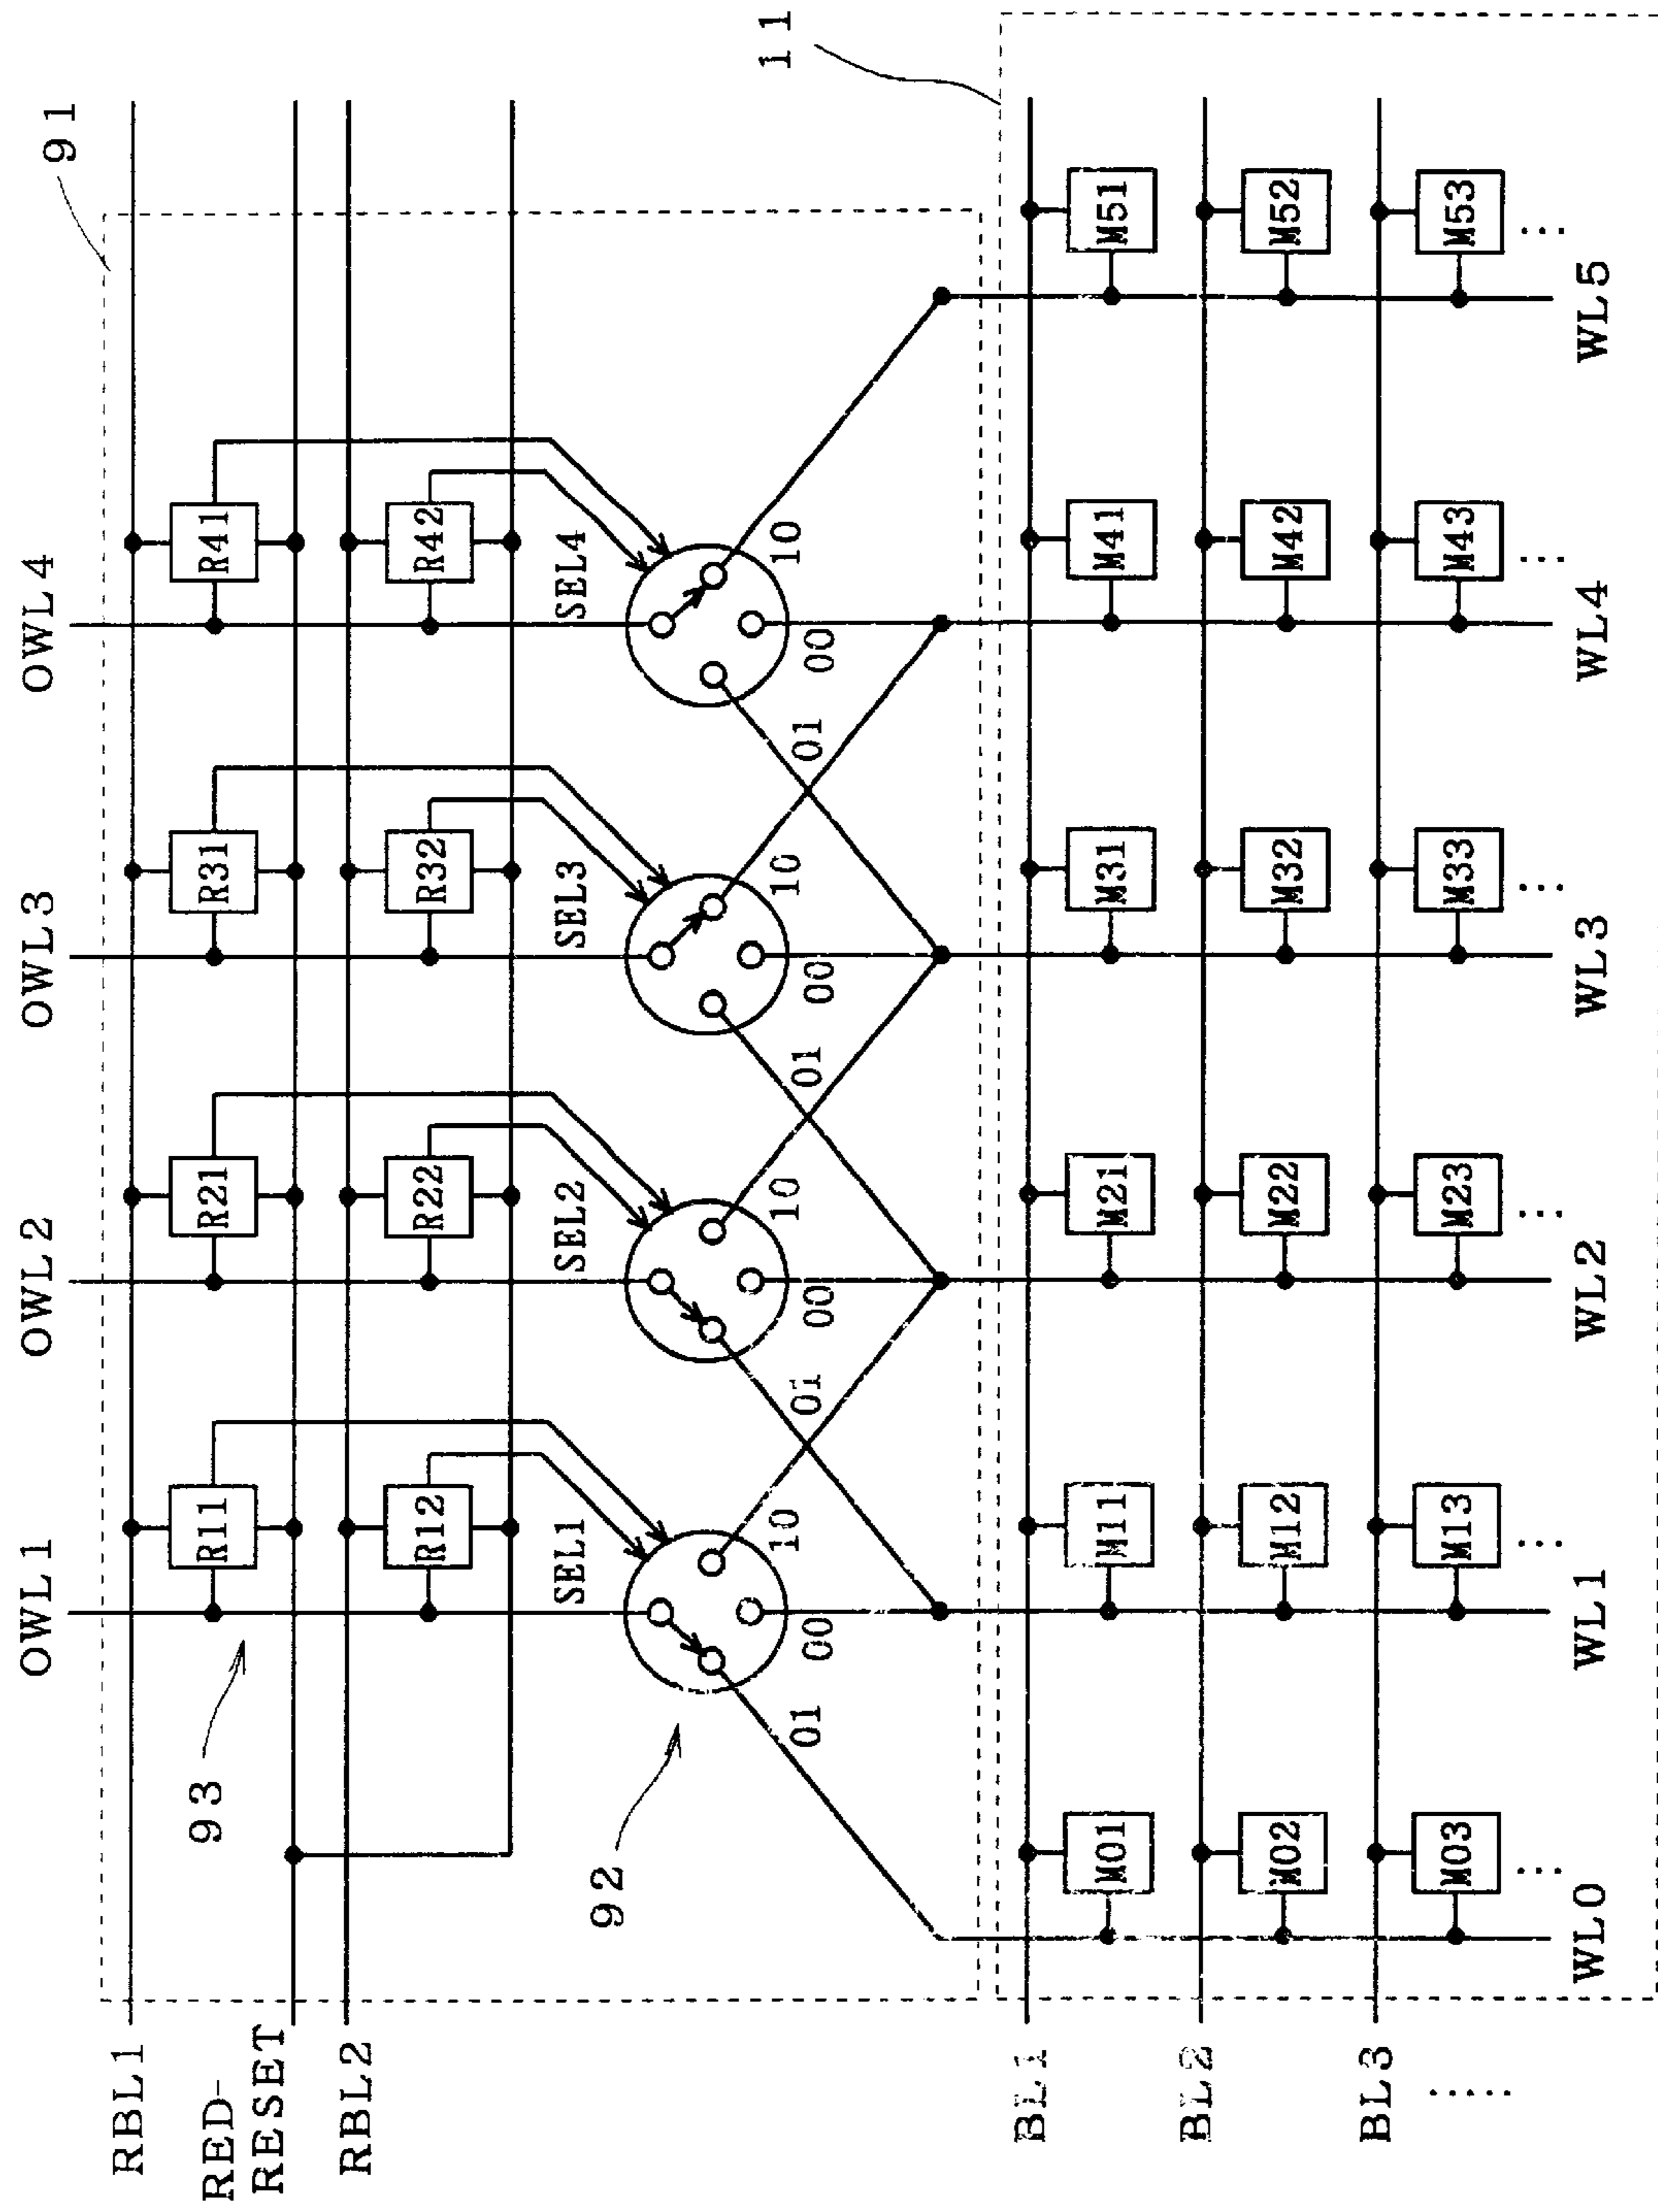 OWL1 OWL2 OWL3 OWL4
91
RBL1
R11 R21 R31 R41
93
RED-
RESET
RBL2
R12 R22 R32 R42
SEL1 SEL2 SEL3 SEL4
92
10 10 10 10
01 00 01 00 01 00 01 00
11
BL1
M01 M11 M21 M31 M41 M51
BL2
M02 M12 M22 M32 M42 M52
BL3
M03 M13 M23 M33 M43 M53
..... ... ... ... ... ... ...
WL0 WL1 WL2 WL3 WL4 WL5